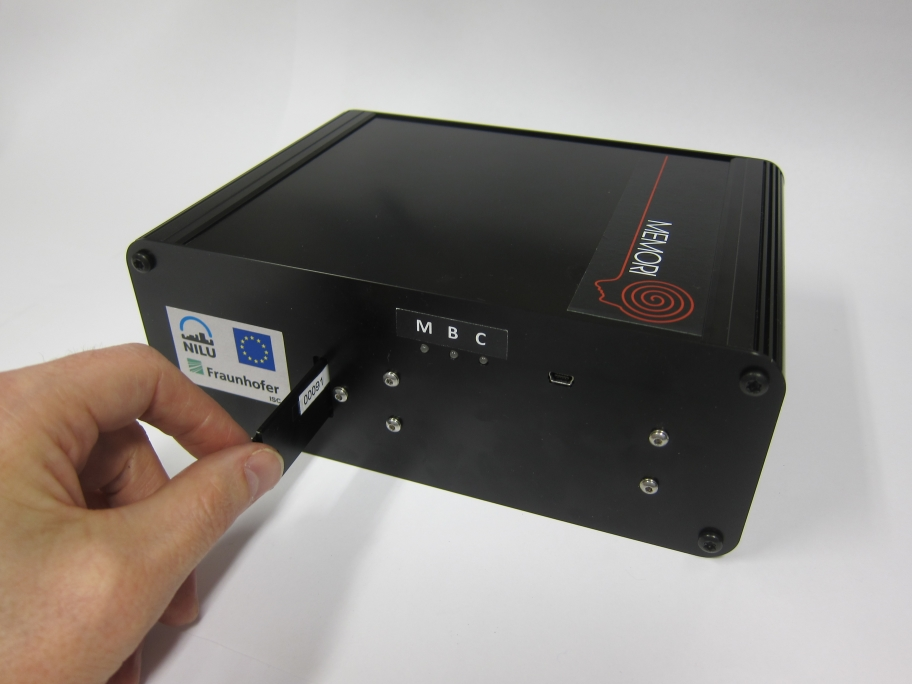 MEMORI
M B C
NILU
Fraunhofer
ISC
00091